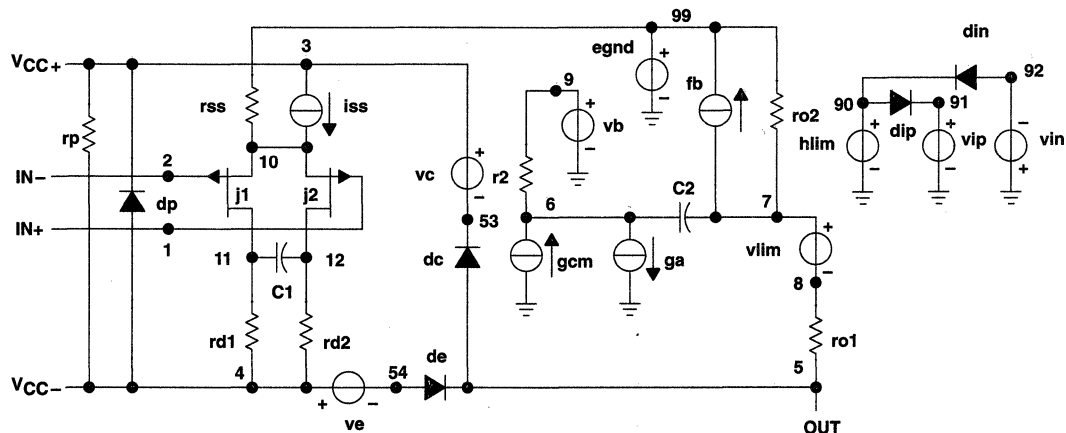 99
3
din
VCC+
egnd
92
9
fb
rss
iss
90
91
ro2
rp
vb
hlim
dip
vip
vin
2
10
vc
r2
IN−
j1
j2
C2
dp
6
7
IN+
53
1
vlim
11
12
dc
gcm
ga
8
C1
rd1
rd2
ro1
de
5
4
54
VCC−
ve
OUT